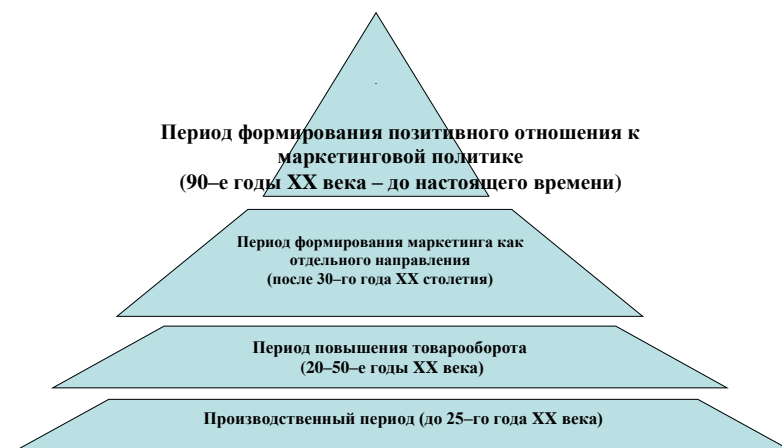 Период формирования позитивного отношения к
маркетинговой политике
(90–е годы XX века – до настоящего времени)
Период формирования маркетинга как
отдельного направления
(после 30–го года XX столетия)
Период повышения товарооборота
(20–50–е годы XX века)
Производственный период (до 25–го года XX века)